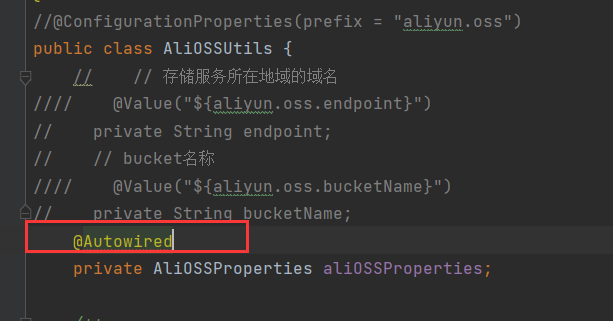 //@ConfigurationProperties(prefix = "aliyun.oss")
public class AliOSSUtils {
//    // 存储服务所在地域的域名
////    @Value("${aliyun.oss.endpoint}")
//    private String endpoint;
//    // bucket名称
////    @Value("${aliyun.oss.bucketName}")
//    private String bucketName;
@Autowired
private AliOSSProperties aliOSSProperties;